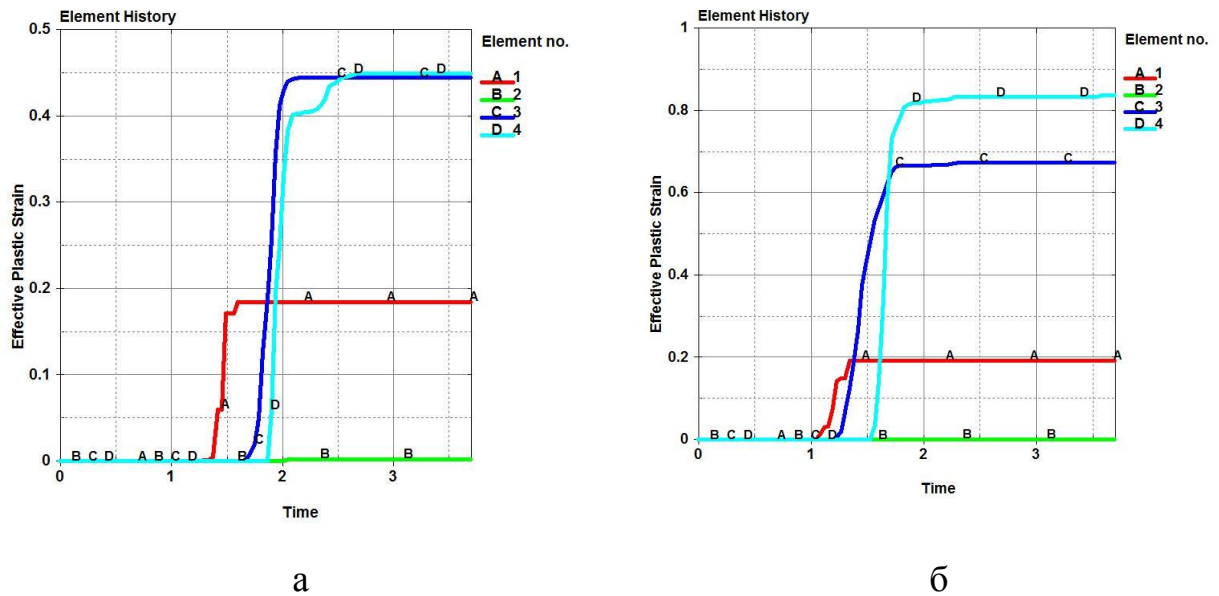 Element History
Element no.
A 1
B 2
C 3
D 4
Effective Plastic Strain
0.5
0.4
0.3
0.2
0.1
0
0 1 2 3
Time
A A A A
B B B B B B
C C C C C
D D D D D
а
Element History
Element no.
A 1
B 2
C 3
D 4
Effective Plastic Strain
1
0.8
0.6
0.4
0.2
0
0 1 2 3
Time
A A A A A
B B B B B
C C C C C
D D D D D
б